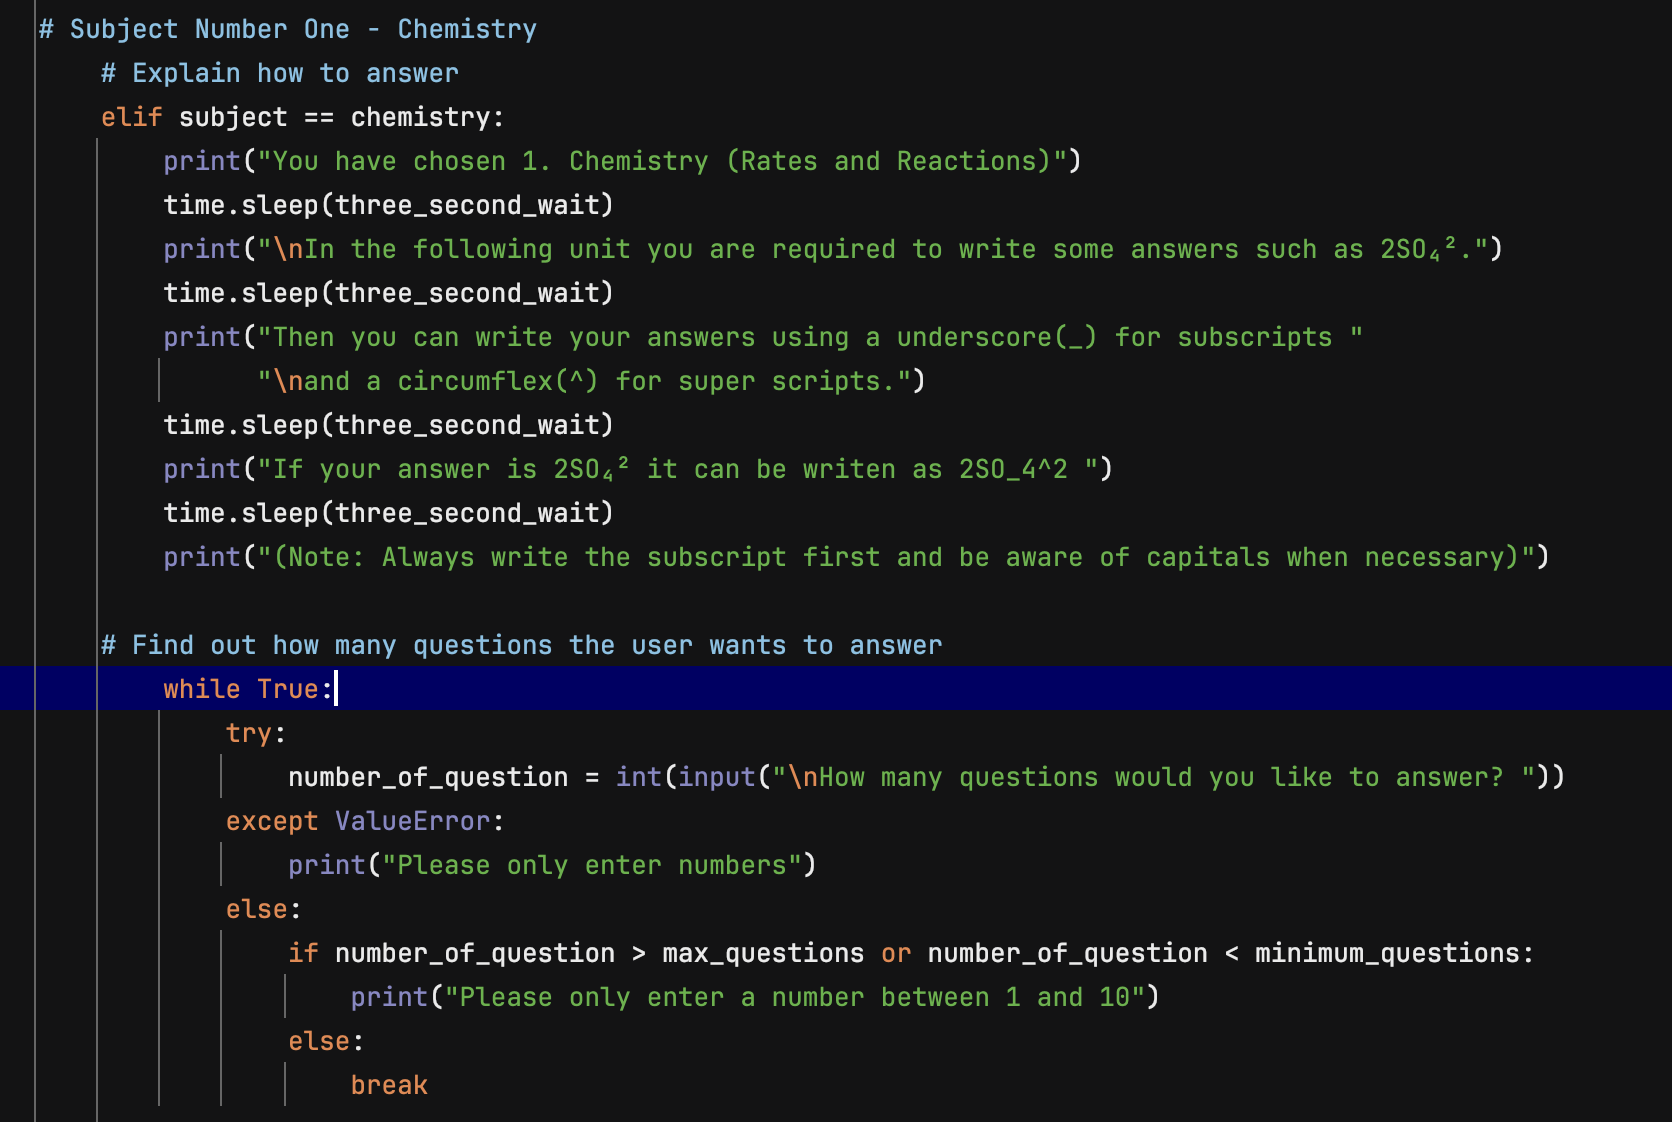 # Subject Number One - Chemistry
# Explain how to answer
elif subject == chemistry:
print("You have chosen 1. Chemistry (Rates and Reactions)")
time.sleep(three_second_wait)
print("\nIn the following unit you are required to write some answers such as 2SO₄².")
time.sleep(three_second_wait)
print("Then you can write your answers using a underscore(_) for subscripts "
"\nand a circumflex(^) for super scripts.")
time.sleep(three_second_wait)
print("If your answer is 2SO₄² it can be writen as 2SO_4^2 ")
time.sleep(three_second_wait)
print("(Note: Always write the subscript first and be aware of capitals when necessary)")
# Find out how many questions the user wants to answer
while True:
try:
number_of_question = int(input("\nHow many questions would you like to answer? "))
except ValueError:
print("Please only enter numbers")
else:
if number_of_question > max_questions or number_of_question < minimum_questions:
print("Please only enter a number between 1 and 10")
else:
break